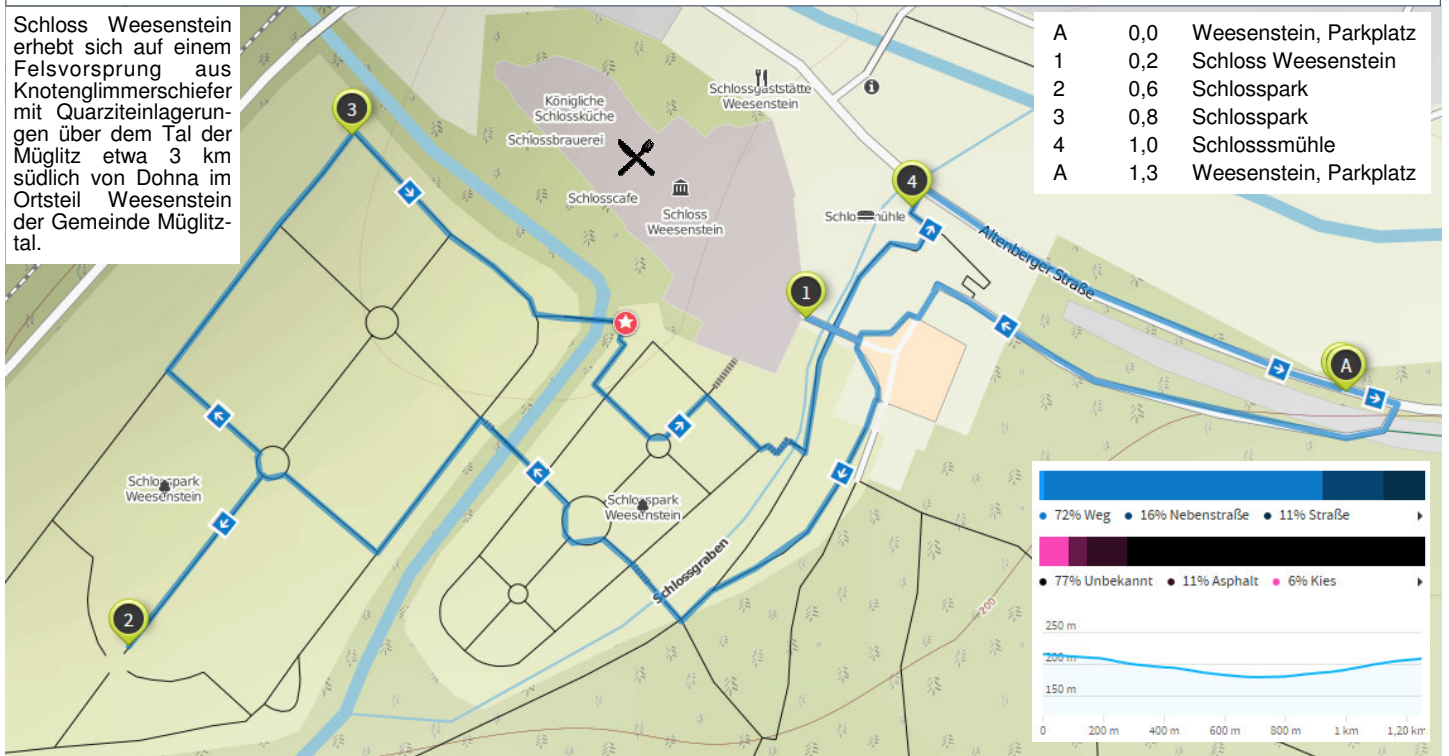 Schloss Weesenstein
erhebt sich auf einem
Felsvorsprung aus
Knotenglimmerschiefer
mit Quarziteinlagerun-
gen über dem Tal der
Müglitz etwa 3 km
südlich von Dohna im
Ortsteil Weesenstein
der Gemeinde Müglitz-
tal.
A 0,0 Weesenstein, Parkplatz
1 0,2 Schloss Weesenstein
2 0,6 Schlosspark
3 0,8 Schlosspark
4 1,0 Schlosssmühle
A 1,3 Weesenstein, Parkplatz
Schlossgaststätte
Weesenstein
i
Königliche
Schlossküche
Schlossbrauerei
3
4
Schlosscafe
Schloss
Weesenstein
Altenberger Straße
1
A
Schlosspark
Weesenstein
Schlosspark
Weesenstein
Schlossgraben
2
200
72% Weg 16% Nebenstraße 11% Straße
77% Unbekannt 11% Asphalt 6% Kies
250 m
200 m
150 m
0 200 m 400 m 600 m 800 m 1 km 1,20 km